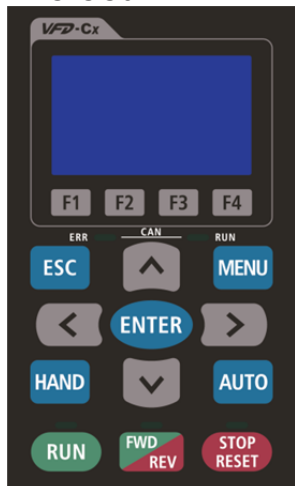 VFD-Cx
F1 F2 F3 F4
ERR CAN RUN
ESC MENU
ENTER
HAND AUTO
RUN FWD REV STOP RESET